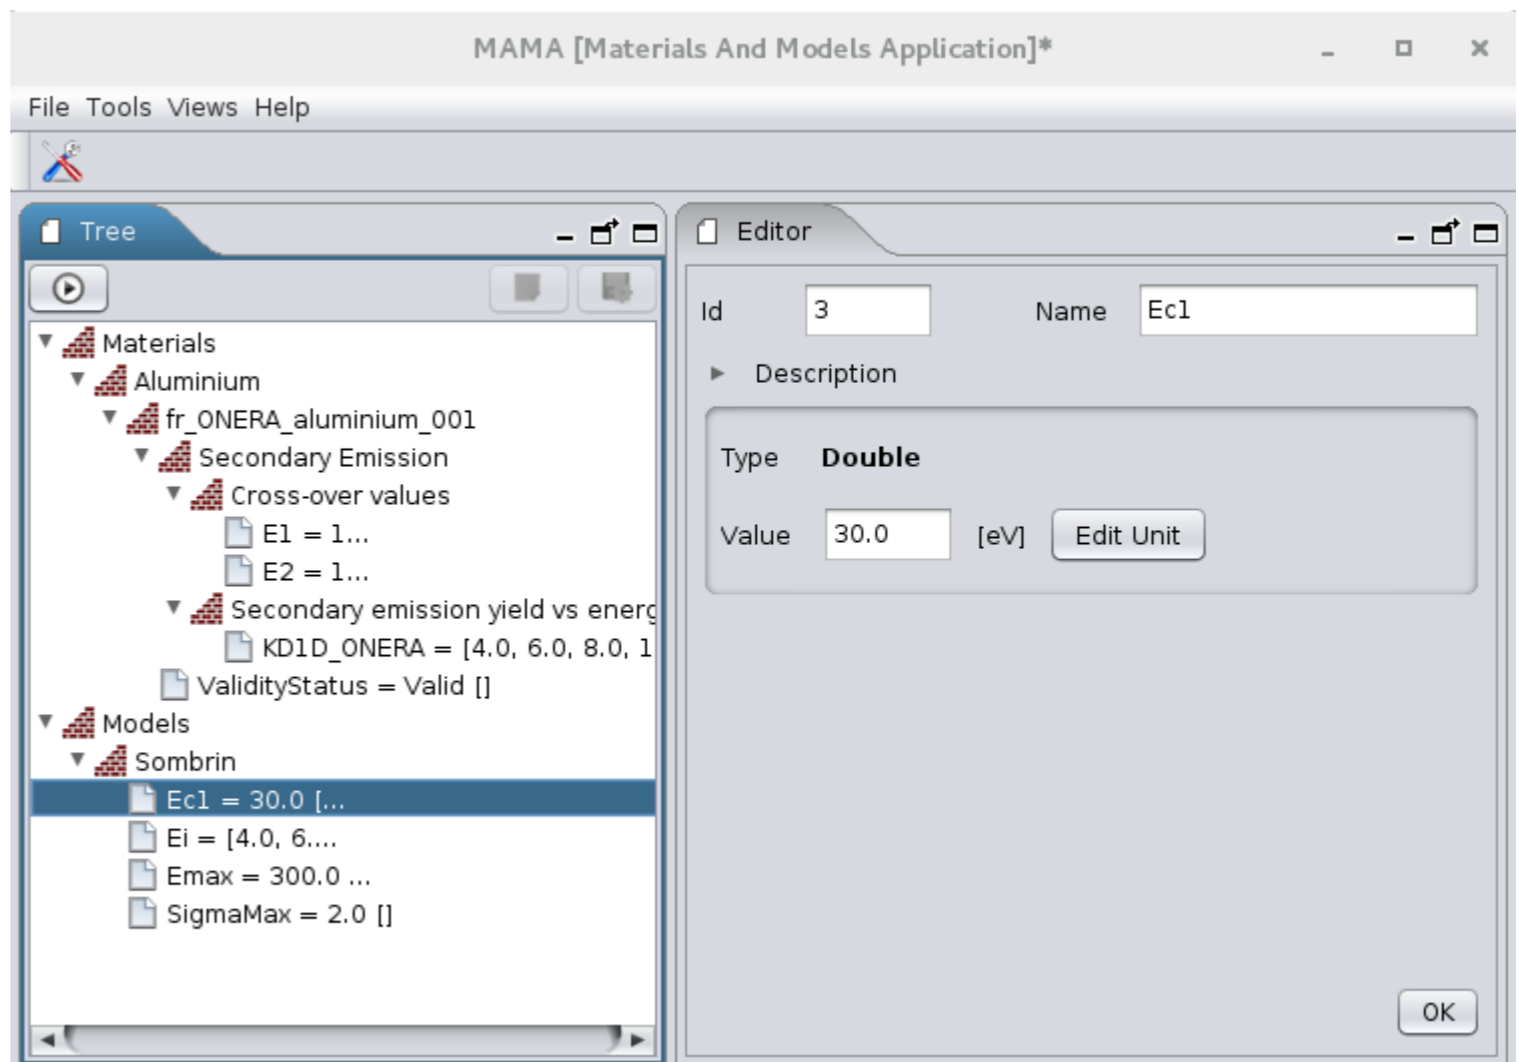 MAMA [Materials And Models Application]*
File Tools Views Help
Tree
Materials
Aluminium
fr_ONERA_aluminium_001
Secondary Emission
Cross-over values
E1 = 1...
E2 = 1...
Secondary emission yield vs energ
KD1D_ONERA = [4.0, 6.0, 8.0, 1
ValidityStatus = Valid []
Models
Sombrin
Ec1 = 30.0 [...
Ei = [4.0, 6....
Emax = 300.0 ...
SigmaMax = 2.0 []
Editor
Id 3 Name Ec1
Description
Type Double
Value 30.0 [eV] Edit Unit
OK